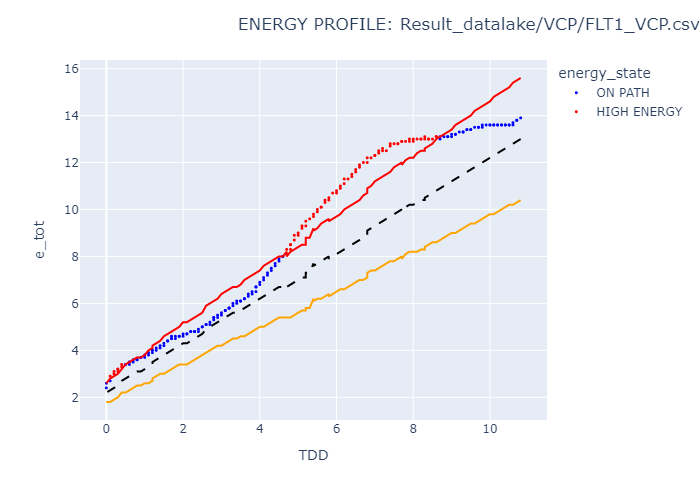 ENERGY PROFILE: Result_datalake/VCP/FLT1_VCP.csv
energy_state
ON PATH
HIGH ENERGY
e_tot
16
14
12
10
8
6
4
2
0
2
4
6
8
10
TDD